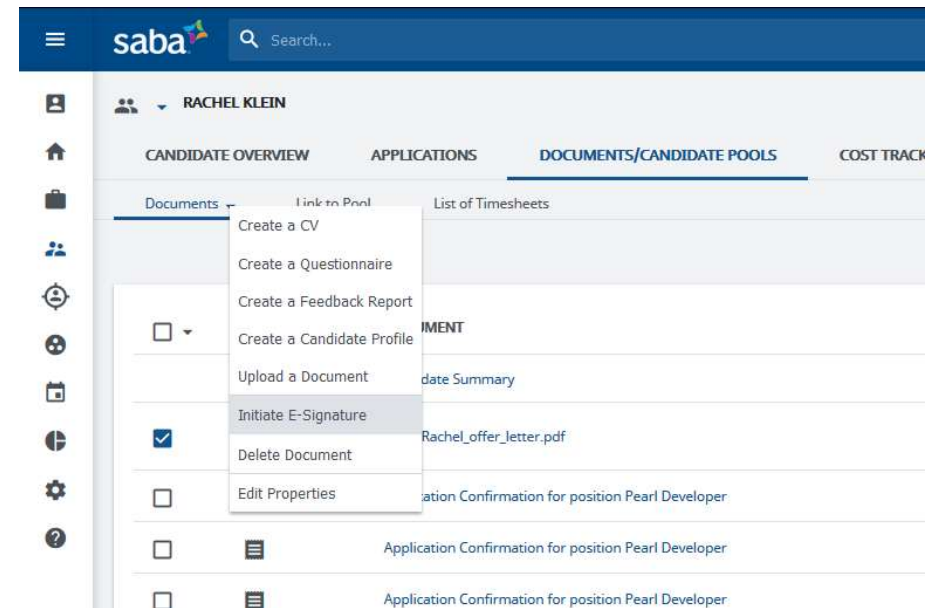 saba
Search...
RACHEL KLEIN
CANDIDATE OVERVIEW APPLICATIONS DOCUMENTS/CANDIDATE POOLS COST TRACK
Documents Link to Pool List of Timesheets
Create a CV
Create a Questionnaire
Create a Feedback Report
Create a Candidate Profile
Upload a Document
Initiate E-Signature
Delete Document
Edit Properties
UMENT
date Summary
Rachel_offer_letter.pdf
ation Confirmation for position Pearl Developer
Application Confirmation for position Pearl Developer
Application Confirmation for position Pearl Developer